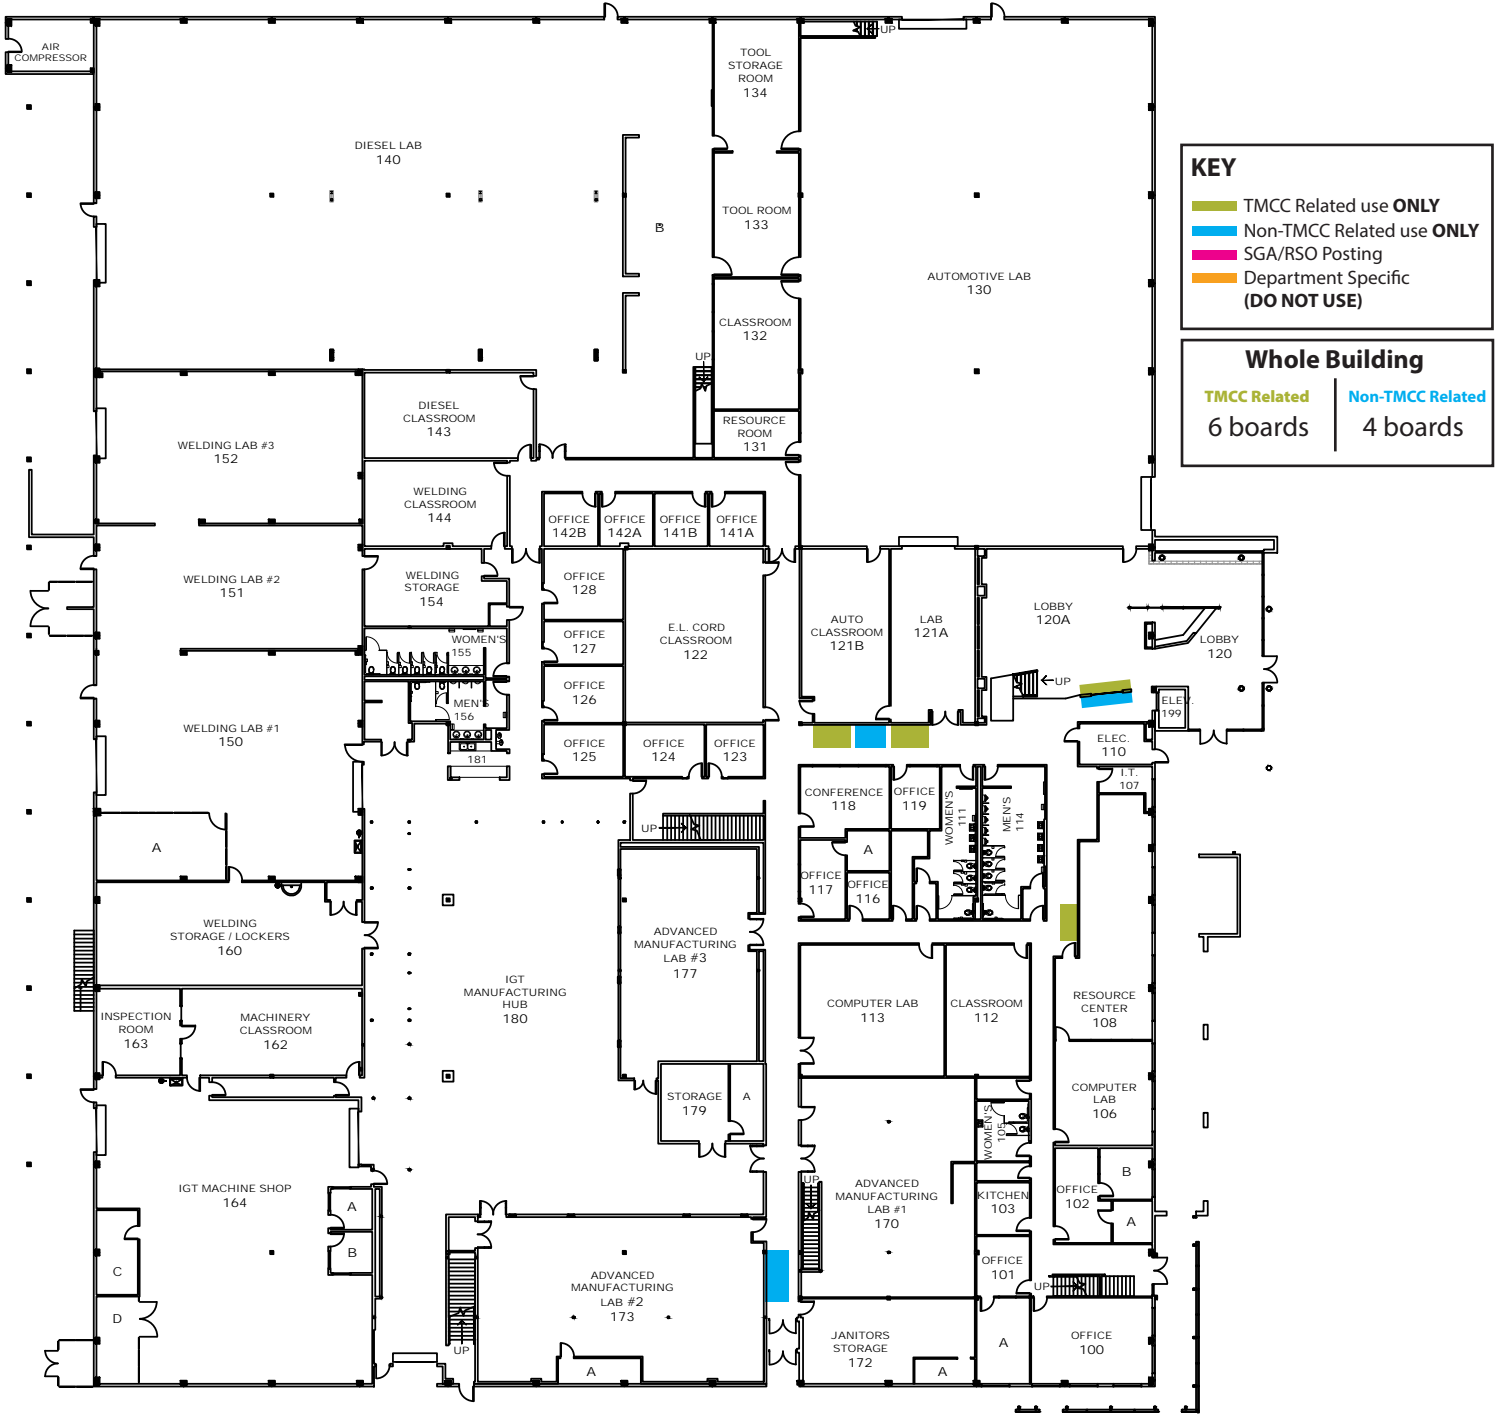 AIR
COMPRESSOR
UP
TOOL
STORAGE
ROOM
134
DIESEL LAB
140
B
TOOL ROOM
133
AUTOMOTIVE LAB
130
CLASSROOM
132
UP
RESOURCE
ROOM
131
KEY
TMCC Related use ONLY
Non-TMCC Related use ONLY
SGA/RSO Posting
Department Specific
(DO NOT USE)
Whole Building
TMCC Related
6 boards
Non-TMCC Related
4 boards
DIESEL
CLASSROOM
143
WELDING LAB #3
152
WELDING
CLASSROOM
144
OFFICE
142B
OFFICE
142A
OFFICE
141B
OFFICE
141A
WELDING LAB #2
151
WELDING
STORAGE
154
OFFICE
128
OFFICE
127
OFFICE
126
OFFICE
125
OFFICE
124
OFFICE
123
E.L. CORD
CLASSROOM
122
AUTO
CLASSROOM
121B
LAB
121A
LOBBY
120A
LOBBY
120
UP
ELEV.
199
WOMEN'S
155
MEN'S
156
181
WELDING LAB #1
150
A
ELEC.
110
I.T.
107
CONFERENCE
118
OFFICE
119
WOMEN'S
111
MEN'S
114
A
OFFICE
117
OFFICE
116
UP
WELDING
STORAGE / LOCKERS
160
ADVANCED
MANUFACTURING
LAB #3
177
IGT
MANUFACTURING
HUB
180
COMPUTER LAB
113
CLASSROOM
112
RESOURCE
CENTER
108
INSPECTION
ROOM
163
MACHINERY
CLASSROOM
162
STORAGE
179
A
COMPUTER
LAB
106
WOMEN'S
105
IGT MACHINE SHOP
164
A
B
C
D
UP
ADVANCED
MANUFACTURING
LAB #1
170
KITCHEN
103
OFFICE
102
B
A
OFFICE
101
UP
ADVANCED
MANUFACTURING
LAB #2
173
A
UP
JANITORS
STORAGE
172
A
A
OFFICE
100